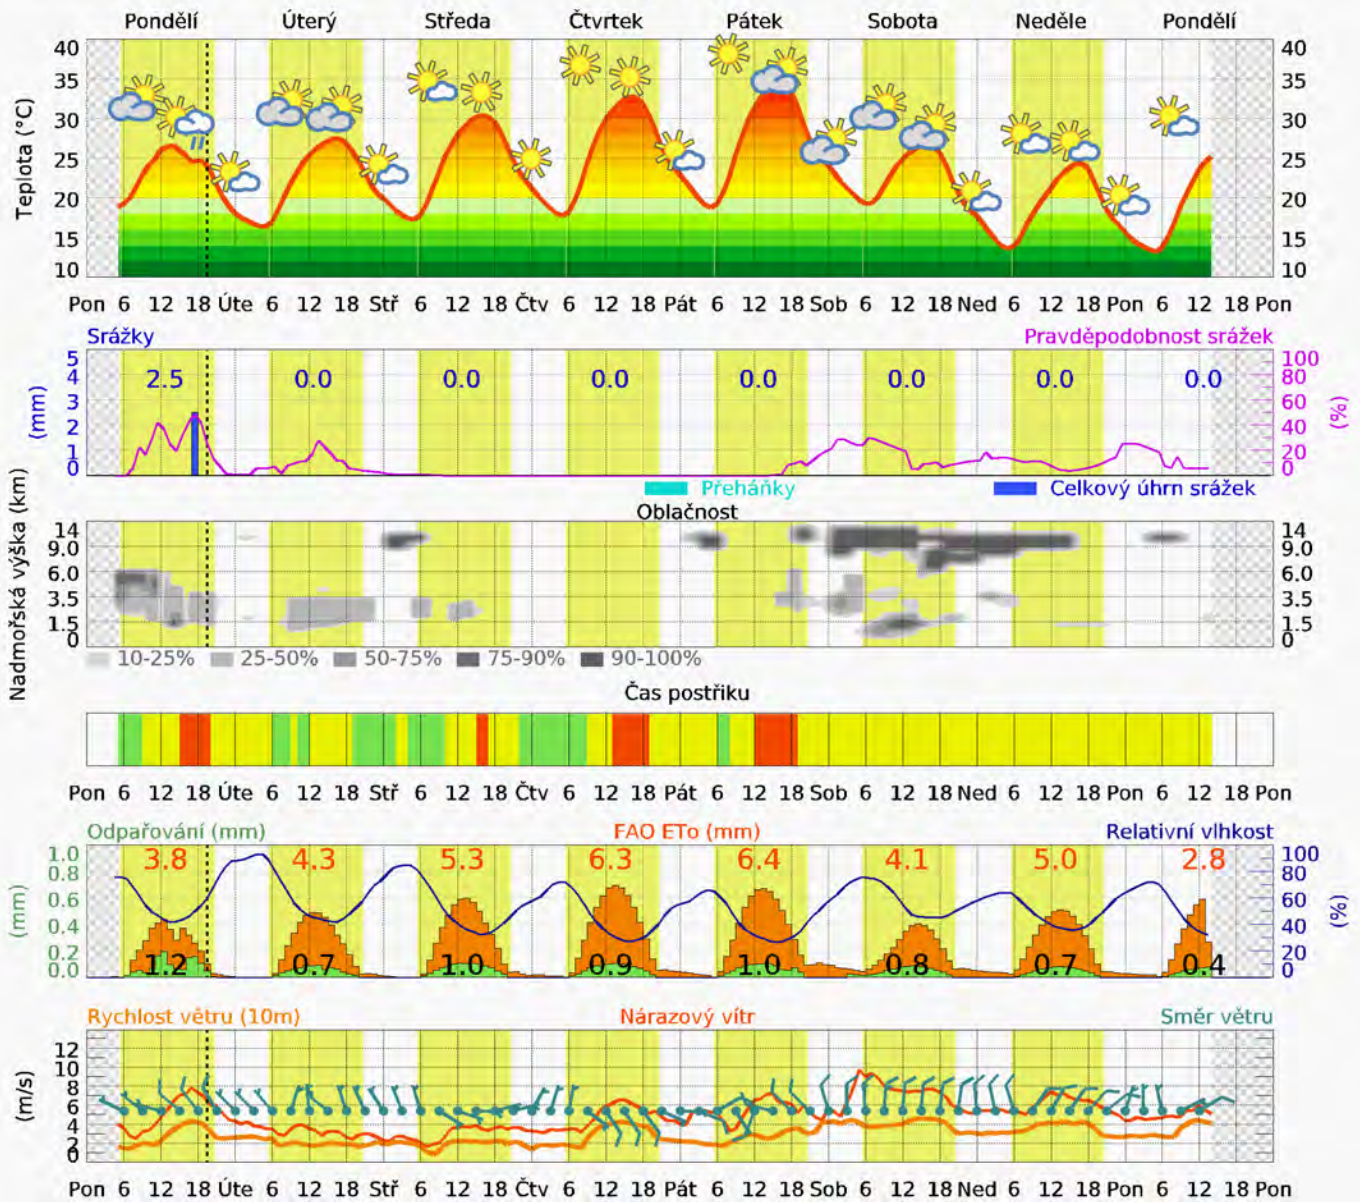 Pondělí Úterý Středa Čtvrtek Pátek Sobota Neděle Pondělí
Teplota (°C)
40 40
35 35
30 30
25 25
20 20
15 15
10 10
Pon 6 12 18 Úte 6 12 18 Stř 6 12 18 Čtv 6 12 18 Pát 6 12 18 Sob 6 12 18 Ned 6 12 18 Pon 6 12 18 Pon
Srážky Pravděpodobnost srážek
(mm) (%)
5 100
4 2.5 0.0 0.0 0.0 0.0 0.0 0.0 0.0 80
3 60
2 40
1 20
0 0
Přeháňky Celkový úhrn srážek
Oblačnost
Nadmořská výška (km)
14 14
9.0 9.0
6.0 6.0
3.5 3.5
1.5 1.5
0 0
10-25% 25-50% 50-75% 75-90% 90-100%
Čas postřiku
Pon 6 12 18 Úte 6 12 18 Stř 6 12 18 Čtv 6 12 18 Pát 6 12 18 Sob 6 12 18 Ned 6 12 18 Pon 6 12 18 Pon
Odpařování (mm) FAO ETo (mm) Relativní vlhkost
(mm) (%)
1.0 3.8 4.3 5.3 6.3 6.4 4.1 5.0 2.8 100
0.8 80
0.6 60
0.4 40
0.2 20
0.0 1.2 0.7 1.0 0.9 1.0 0.8 0.7 0.4 0
Rychlost větru (10m) Nárazový vítr Směr větru
(m/s)
12
10
8
6
4
2
0
Pon 6 12 18 Úte 6 12 18 Stř 6 12 18 Čtv 6 12 18 Pát 6 12 18 Sob 6 12 18 Ned 6 12 18 Pon 6 12 18 Pon